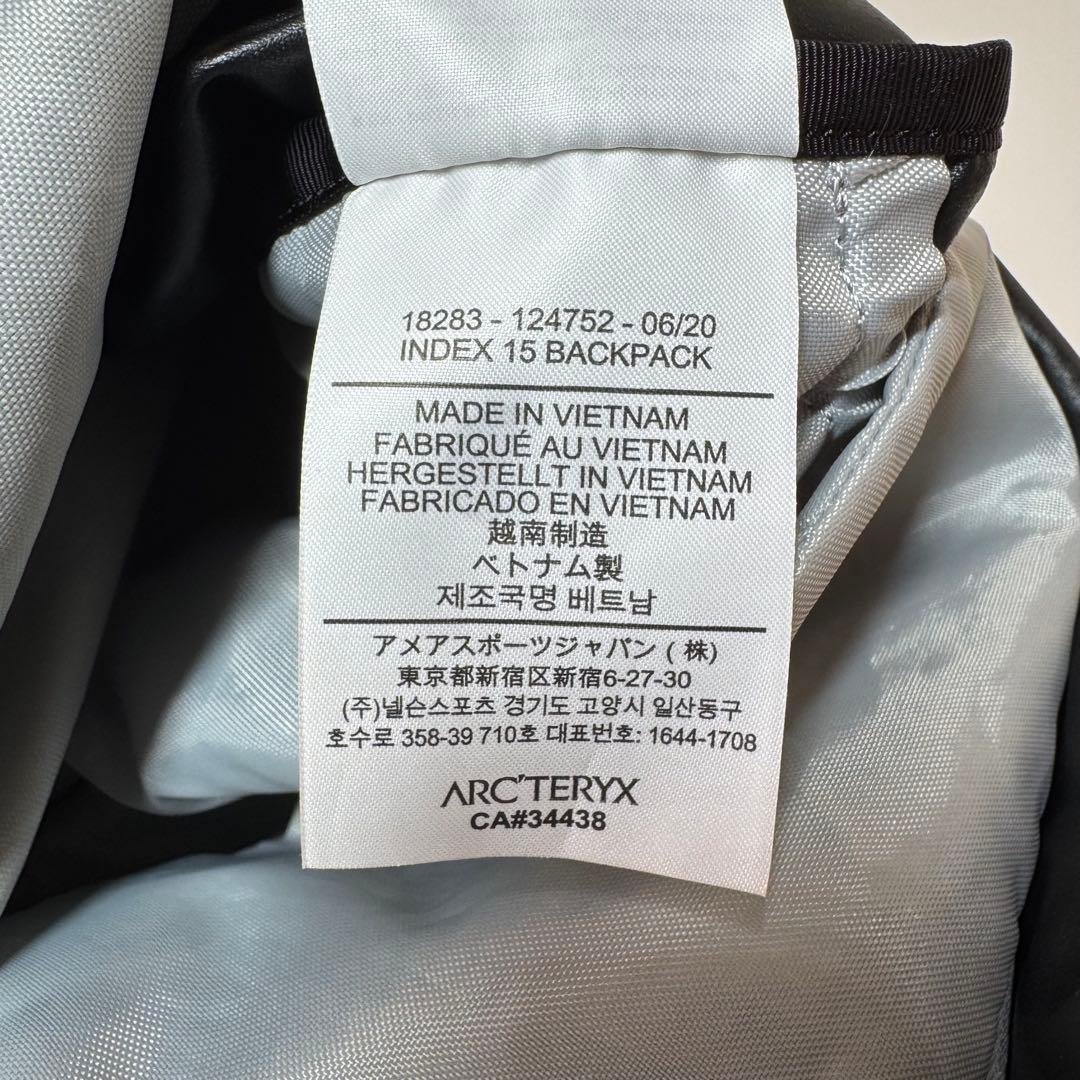 18283 - 124752 - 06/20
INDEX 15 BACKPACK
MADE IN VIETNAM
FABRIQUÉ AU VIETNAM
HERGESTELLT IN VIETNAM
FABRICADO EN VIETNAM
越南制造
ベトナム製
제조국명 베트남
アメアスポーツジャパン ( 株)
東京都新宿区新宿6-27-30
(주)넬슨스포츠 경기도 고양시 일산동구
호수로 358-39 710호 대표번호: 1644-1708
ARC'TERYX
CA#34438